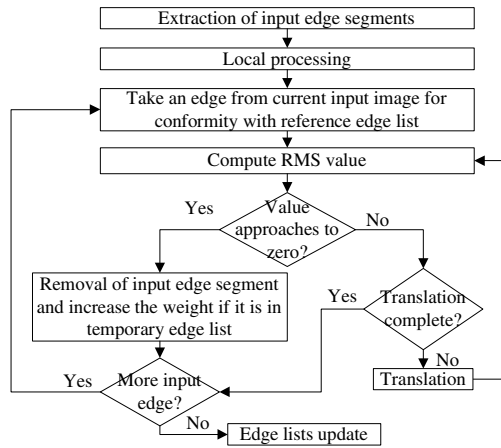 Extraction of input edge segments
Local processing
Take an edge from current input image for
conformity with reference edge list
Compute RMS value
Yes
Value
approaches to
zero?
No
Removal of input edge segment
and increase the weight if it is in
temporary edge list
Yes
Translation
complete?
No
Translation
Yes
More input
edge?
No
Edge lists update